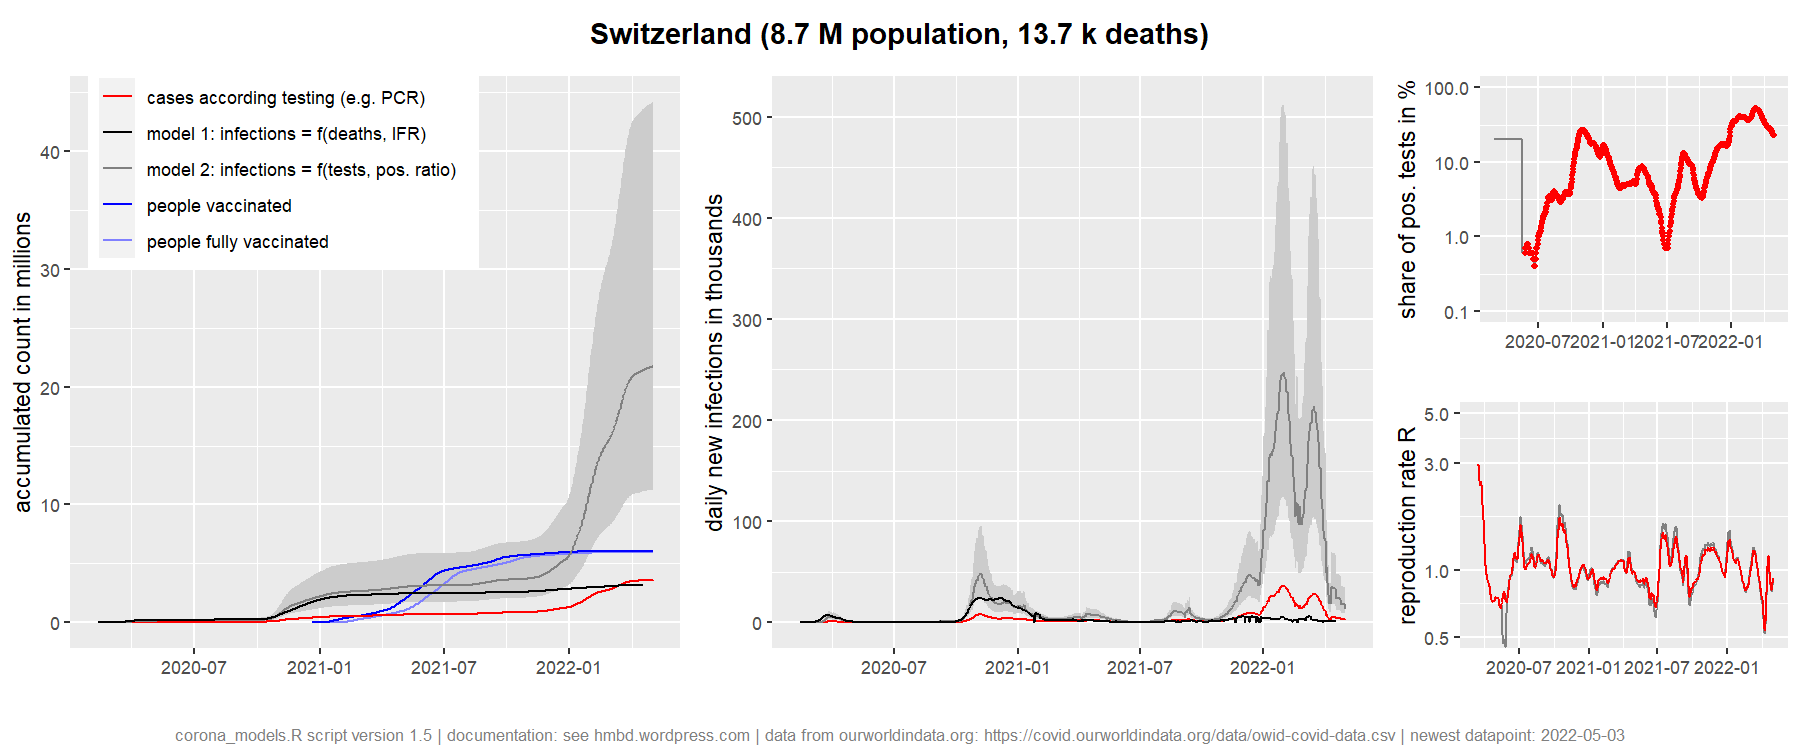 Switzerland (8.7 M population, 13.7 k deaths)
accumulated count in millions
40
30
20
10
0
cases according testing (e.g. PCR)
model 1: infections = f(deaths, IFR)
model 2: infections = f(tests, pos. ratio)
people vaccinated
people fully vaccinated
2020-07 2021-01 2021-07 2022-01
daily new infections in thousands
500
400
300
200
100
0
2020-07 2021-01 2021-07 2022-01
share of pos. tests in %
100.0
10.0
1.0
0.1
2020-07 2021-01 2021-07 2022-01
reproduction rate R
5.0
3.0
1.0
0.5
2020-07 2021-01 2021-07 2022-01
corona_models.R script version 1.5 | documentation: see hmbd.wordpress.com | data from ourworldindata.org: https://covid.ourworldindata.org/data/owid-covid-data.csv | newest datapoint: 2022-05-03